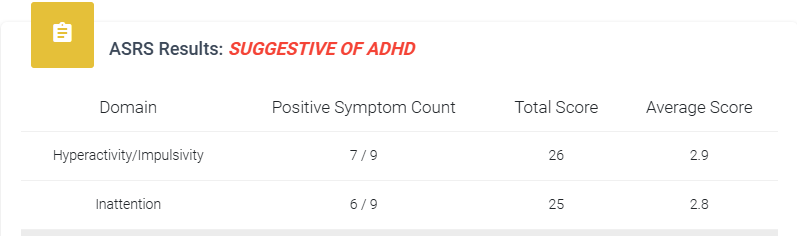 ASRS Results: SUGGESTIVE OF ADHD
Domain Positive Symptom Count Total Score Average Score
Hyperactivity/Impulsivity 7 / 9 26 2.9
Inattention 6 / 9 25 2.8